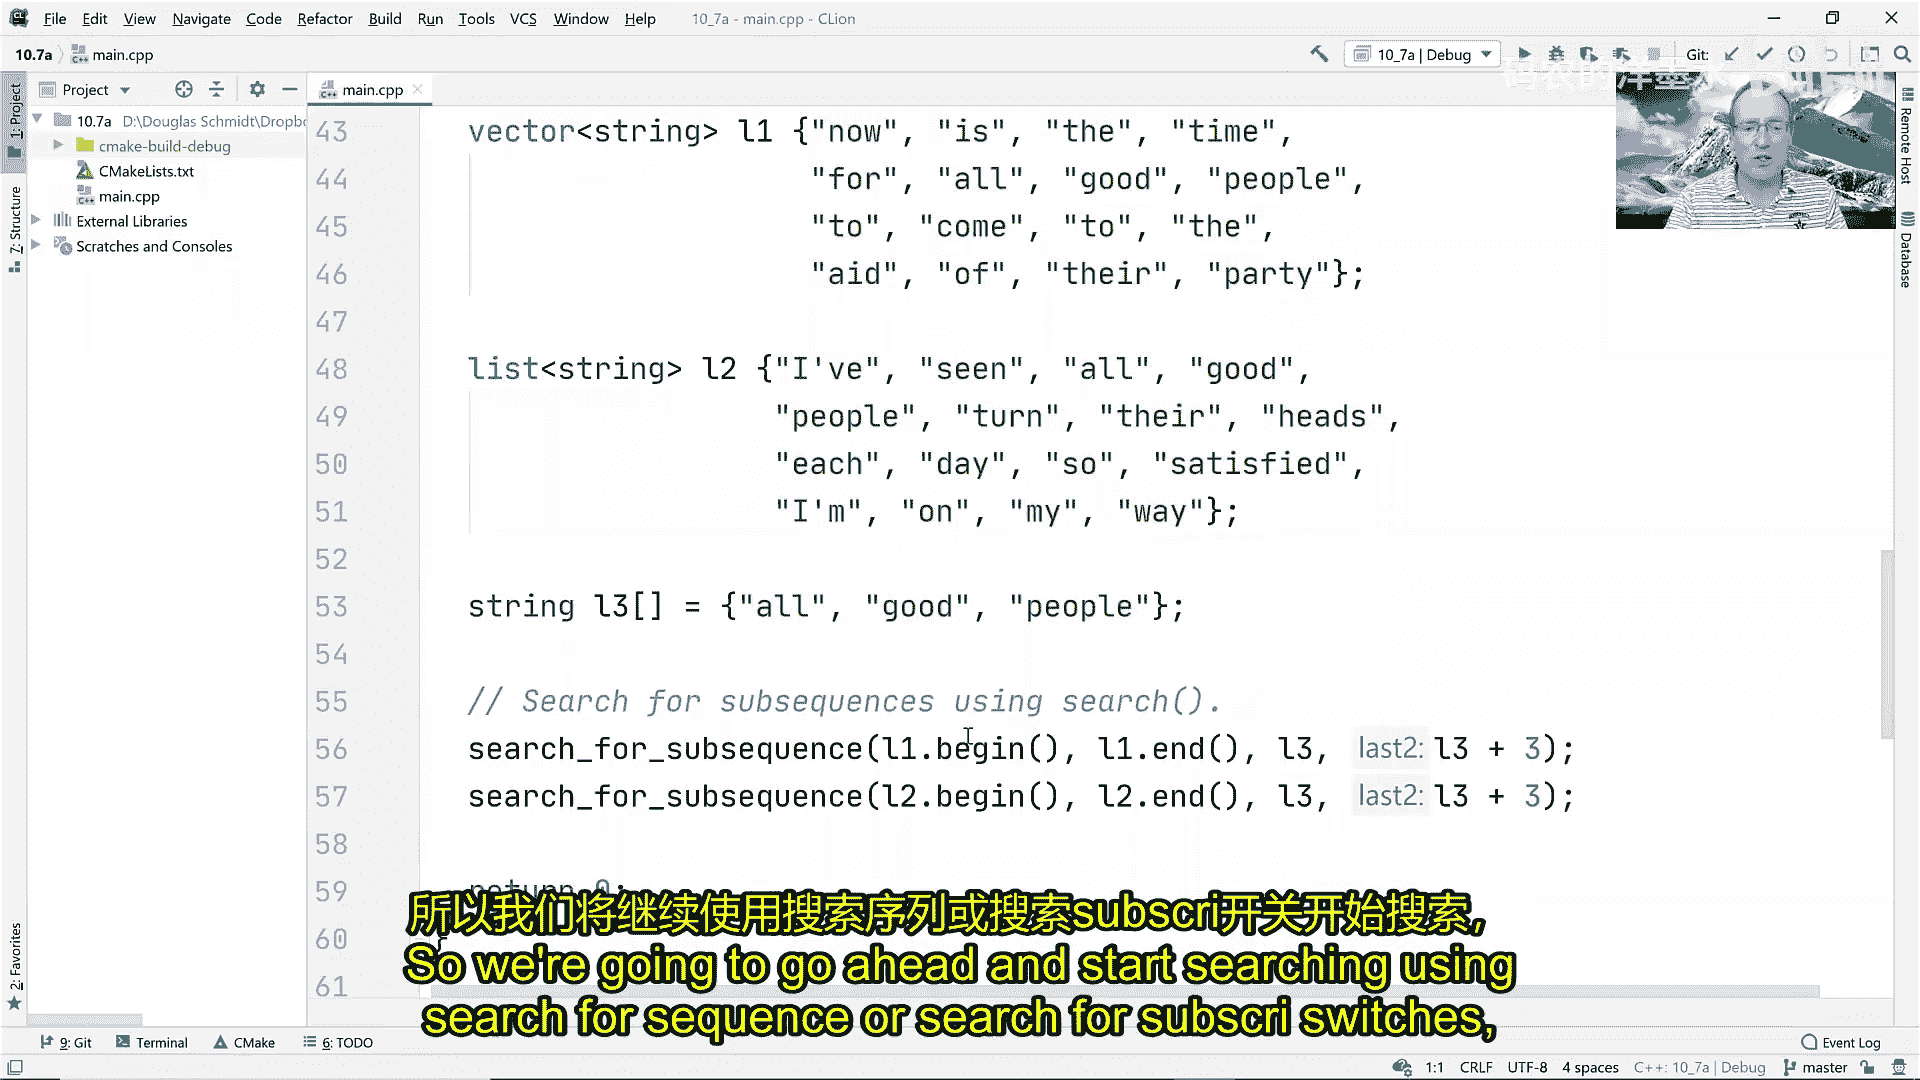 File Edit View Navigate Code Refactor Build Run Tools VCS Window Help 10_7a - main.cpp - CLion
10.7a main.cpp 10_7a | Debug Git:
Project main.cpp
1: Project
7: Structure
2: Favorites
10.7a D:\Douglas Schmidt\Dropbo
cmake-build-debug
CMakeLists.txt
main.cpp
External Libraries
Scratches and Consoles
43 vector<string> l1 {"now", "is", "the", "time",
44 "for", "all", "good", "people",
45 "to", "come", "to", "the",
46 "aid", "of", "their", "party"};
47
48 list<string> l2 {"I've", "seen", "all", "good",
49 "people", "turn", "their", "heads",
50 "each", "day", "so", "satisfied",
51 "I'm", "on", "my", "way"};
52
53 string l3[] = {"all", "good", "people"};
54
55 // Search for subsequences using search().
56 search_for_subsequence(l1.begin(), l1.end(), l3, last2: l3 + 3);
57 search_for_subsequence(l2.begin(), l2.end(), l3, last2: l3 + 3);
58
59 return 0;
60 }
61
Remote Host
Database
所以我们将继续使用搜索序列或搜索subscri开关开始搜索,
So we're going to go ahead and start searching using
search for sequence or search for subscri switches,
9: Git Terminal CMake 6: TODO Event Log
1:1 CRLF UTF-8 4 spaces C++: 10_7a | Debug master